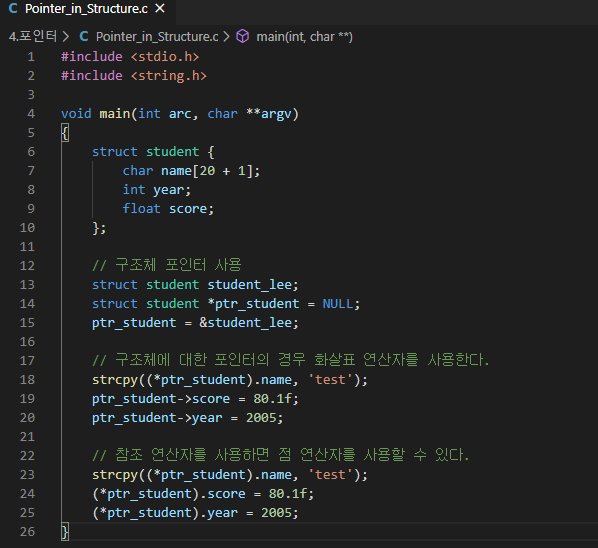 C Pointer_in_Structure.c ×
4.포인터 > C Pointer_in_Structure.c > main(int, char **)
1 #include <stdio.h>
2 #include <string.h>
3
4 void main(int arc, char **argv)
5 {
6     struct student {
7         char name[20 + 1];
8         int year;
9         float score;
10     };
11
12     // 구조체 포인터 사용
13     struct student student_lee;
14     struct student *ptr_student = NULL;
15     ptr_student = &student_lee;
16
17     // 구조체에 대한 포인터의 경우 화살표 연산자를 사용한다.
18     strcpy((*ptr_student).name, 'test');
19     ptr_student->score = 80.1f;
20     ptr_student->year = 2005;
21
22     // 참조 연산자를 사용하면 점 연산자를 사용할 수 있다.
23     strcpy((*ptr_student).name, 'test');
24     (*ptr_student).score = 80.1f;
25     (*ptr_student).year = 2005;
26 }